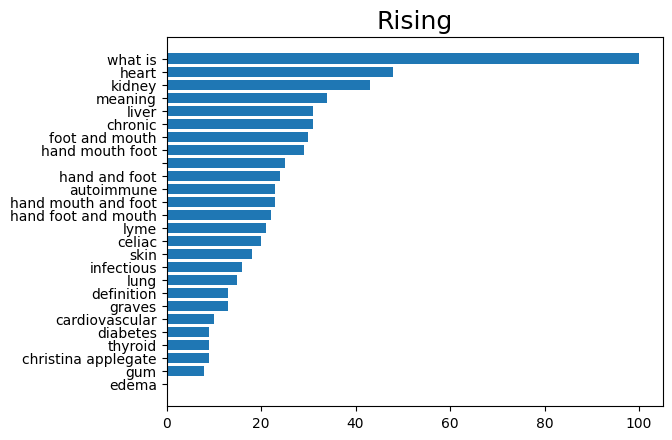 Rising
what is
heart
kidney
meaning
liver
chronic
foot and mouth
hand mouth foot
hand and foot
autoimmune
hand mouth and foot
hand foot and mouth
lyme
celiac
skin
infectious
lung
definition
graves
cardiovascular
diabetes
thyroid
christina applegate
gum
edema
0 20 40 60 80 100